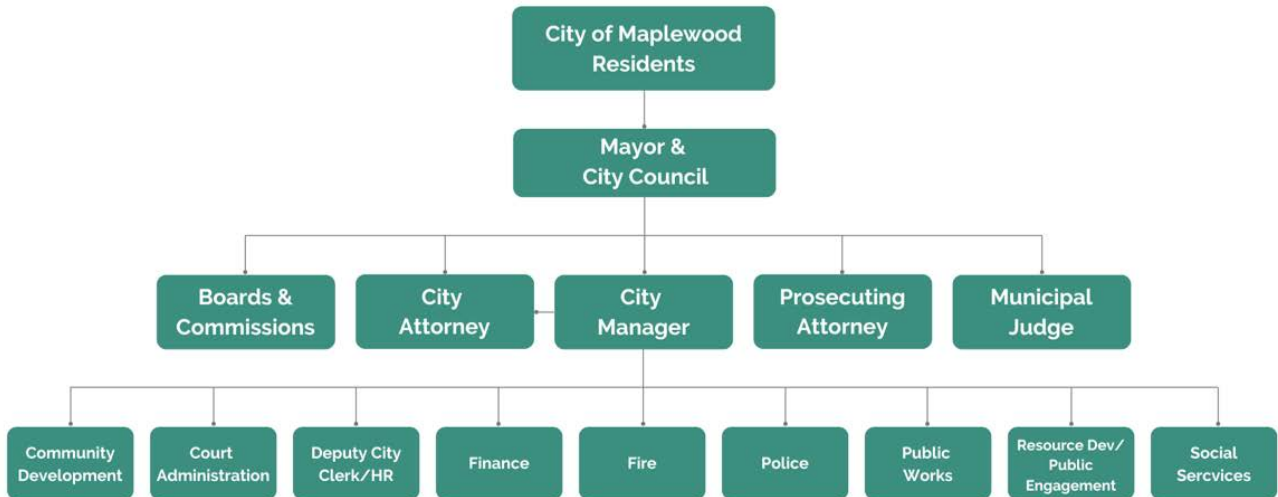 City of Maplewood
Residents
Mayor &
City Council
Boards &
Commissions
City
Attorney
City
Manager
Prosecuting
Attorney
Municipal
Judge
Community
Development
Court
Administration
Deputy City
Clerk/HR
Finance
Fire
Police
Public
Works
Resource Dev/
Public
Engagement
Social
Sercvices